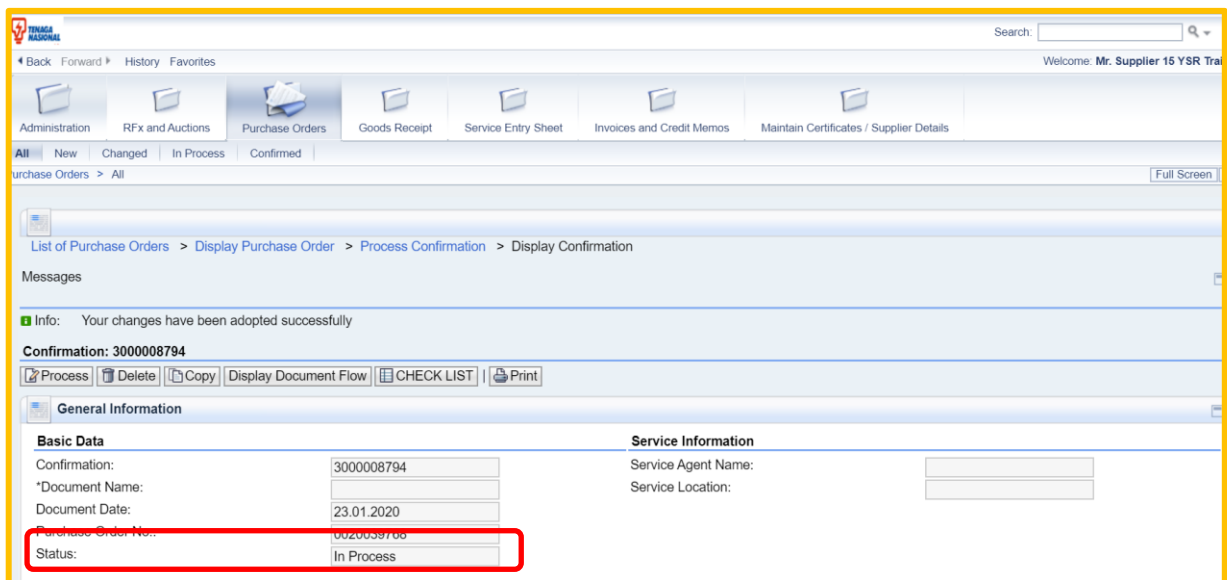 TENAGA
NASIONAL
Search:
Back Forward History Favorites
Welcome: Mr. Supplier 15 YSR Trai
Administration RFx and Auctions Purchase Orders Goods Receipt Service Entry Sheet Invoices and Credit Memos Maintain Certificates / Supplier Details
All New Changed In Process Confirmed
urchase Orders > All
Full Screen
List of Purchase Orders > Display Purchase Order > Process Confirmation > Display Confirmation
Messages
Info: Your changes have been adopted successfully
Confirmation: 3000008794
Process Delete Copy Display Document Flow CHECK LIST | Print
General Information
Basic Data
Service Information
Confirmation: 3000008794
Service Agent Name:
*Document Name:
Service Location:
Document Date: 23.01.2020
Purchase Order No.: 0020039768
Status: In Process